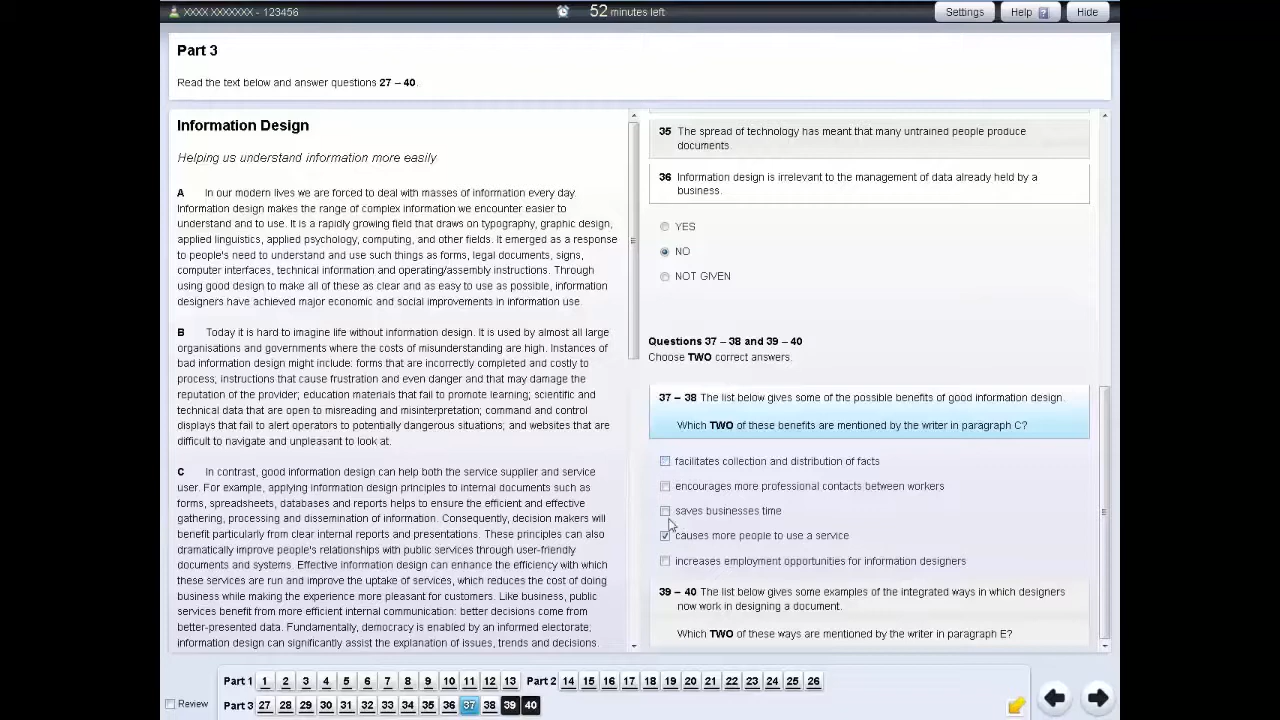 XXXX XXXXXXX - 123456
52 minutes left
Settings
Help ?
Hide
Part 3
Read the text below and answer questions 27 – 40.
Information Design
Helping us understand information more easily
A In our modern lives we are forced to deal with masses of information every day.
Information design makes the range of complex information we encounter easier to
understand and to use. It is a rapidly growing field that draws on typography, graphic design,
applied linguistics, applied psychology, computing, and other fields. It emerged as a response
to people's need to understand and use such things as forms, legal documents, signs,
computer interfaces, technical information and operating/assembly instructions. Through
using good design to make all of these as clear and as easy to use as possible, information
designers have achieved major economic and social improvements in information use.
B Today it is hard to imagine life without information design. It is used by almost all large
organisations and governments where the costs of misunderstanding are high. Instances of
bad information design might include: forms that are incorrectly completed and costly to
process; instructions that cause frustration and even danger and that may damage the
reputation of the provider; education materials that fail to promote learning; scientific and
technical data that are open to misreading and misinterpretation; command and control
displays that fail to alert operators to potentially dangerous situations; and websites that are
difficult to navigate and unpleasant to look at.
C In contrast, good information design can help both the service supplier and service
user. For example, applying information design principles to internal documents such as
forms, spreadsheets, databases and reports helps to ensure the efficient and effective
gathering, processing and dissemination of information. Consequently, decision makers will
benefit particularly from clear internal reports and presentations. These principles can also
dramatically improve people's relationships with public services through user-friendly
documents and systems. Effective information design can enhance the efficiency with which
these services are run and improve the uptake of services, which reduces the cost of doing
business while making the experience more pleasant for customers. Like business, public
services benefit from more efficient internal communication: better decisions come from
better-presented data. Fundamentally, democracy is enabled by an informed electorate;
information design can significantly assist the explanation of issues, trends and decisions.
35 The spread of technology has meant that many untrained people produce
documents.
36 Information design is irrelevant to the management of data already held by a
business.
YES
NO
NOT GIVEN
Questions 37 – 38 and 39 – 40
Choose TWO correct answers.
37 – 38 The list below gives some of the possible benefits of good information design.
Which TWO of these benefits are mentioned by the writer in paragraph C?
facilitates collection and distribution of facts
encourages more professional contacts between workers
saves businesses time
causes more people to use a service
increases employment opportunities for information designers
39 – 40 The list below gives some examples of the integrated ways in which designers
now work in designing a document.
Which TWO of these ways are mentioned by the writer in paragraph E?
Part 1 1 2 3 4 5 6 7 8 9 10 11 12 13 Part 2 14 15 16 17 18 19 20 21 22 23 24 25 26
Review
Part 3 27 28 29 30 31 32 33 34 35 36 37 38 39 40